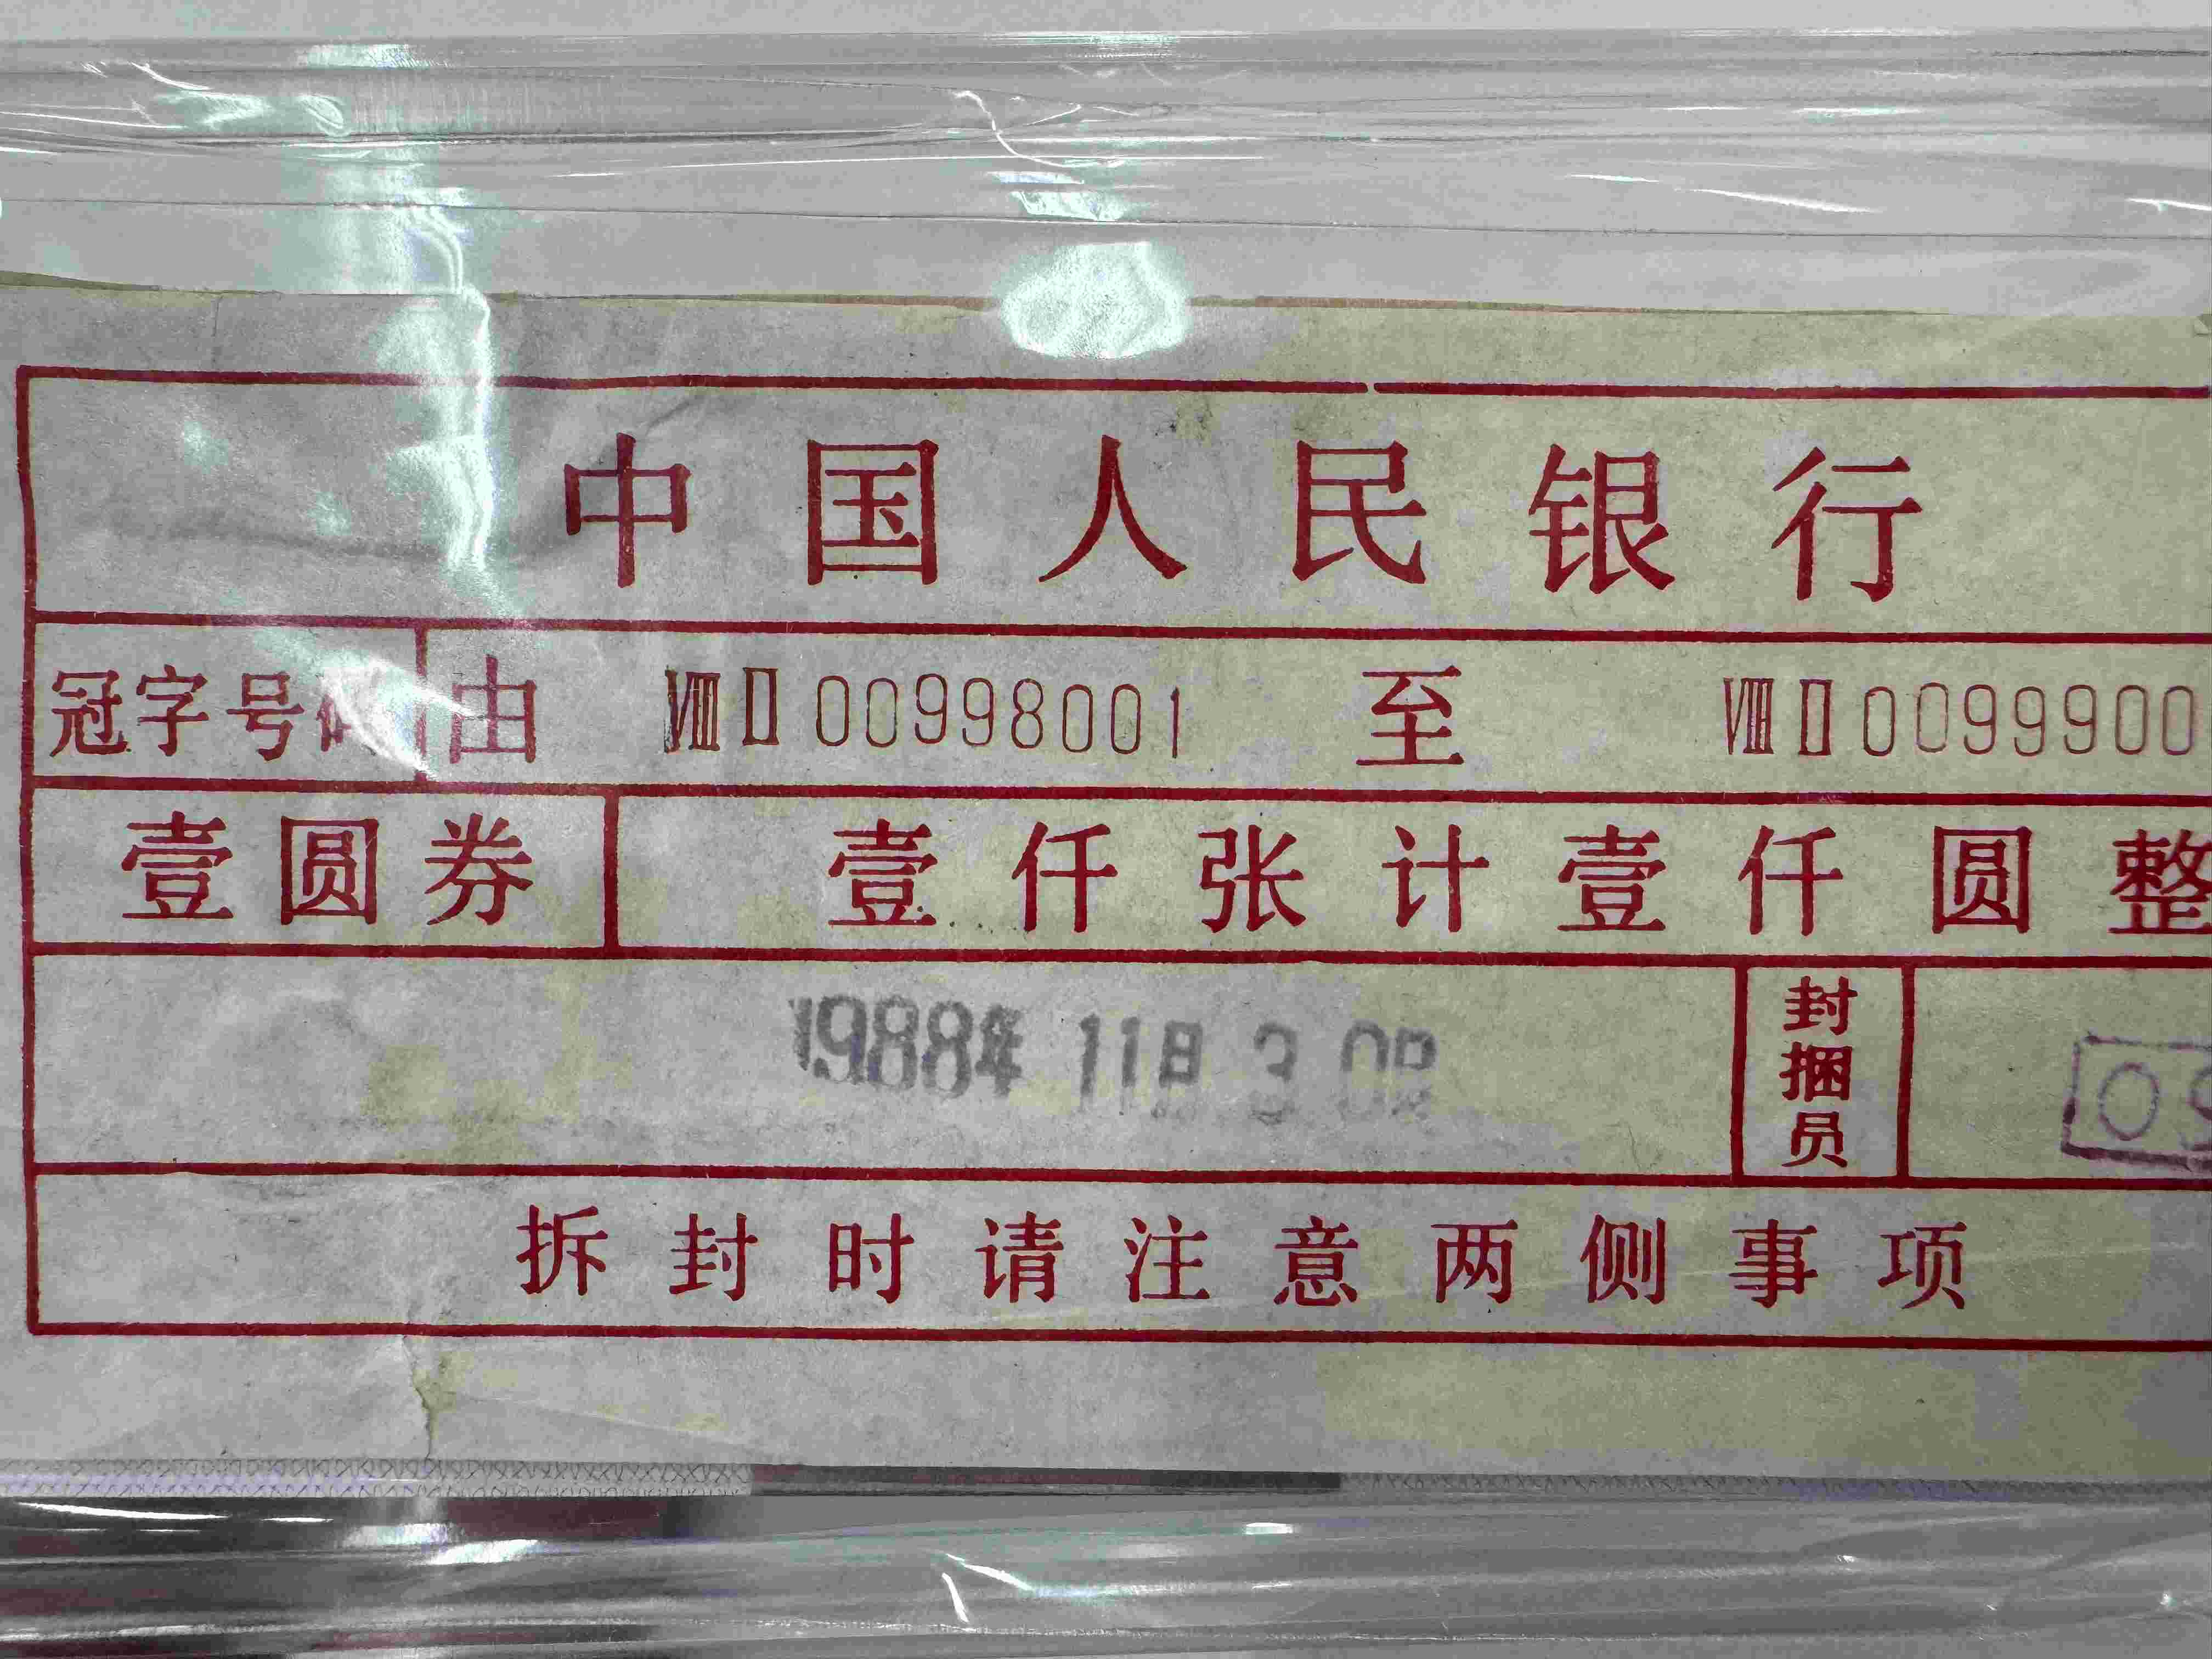 中国人民银行
冠字号码 由 ⅧⅡ00998001 至 ⅧⅡ0099900
壹圆券 壹仟张计壹仟圆整
1988年 11月 30日 封捆员
拆封时请注意两侧事项